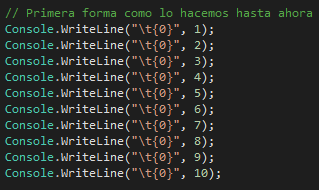 // Primera forma como lo hacemos hasta ahora
Console.WriteLine("\t{0}", 1);
Console.WriteLine("\t{0}", 2);
Console.WriteLine("\t{0}", 3);
Console.WriteLine("\t{0}", 4);
Console.WriteLine("\t{0}", 5);
Console.WriteLine("\t{0}", 6);
Console.WriteLine("\t{0}", 7);
Console.WriteLine("\t{0}", 8);
Console.WriteLine("\t{0}", 9);
Console.WriteLine("\t{0}", 10);